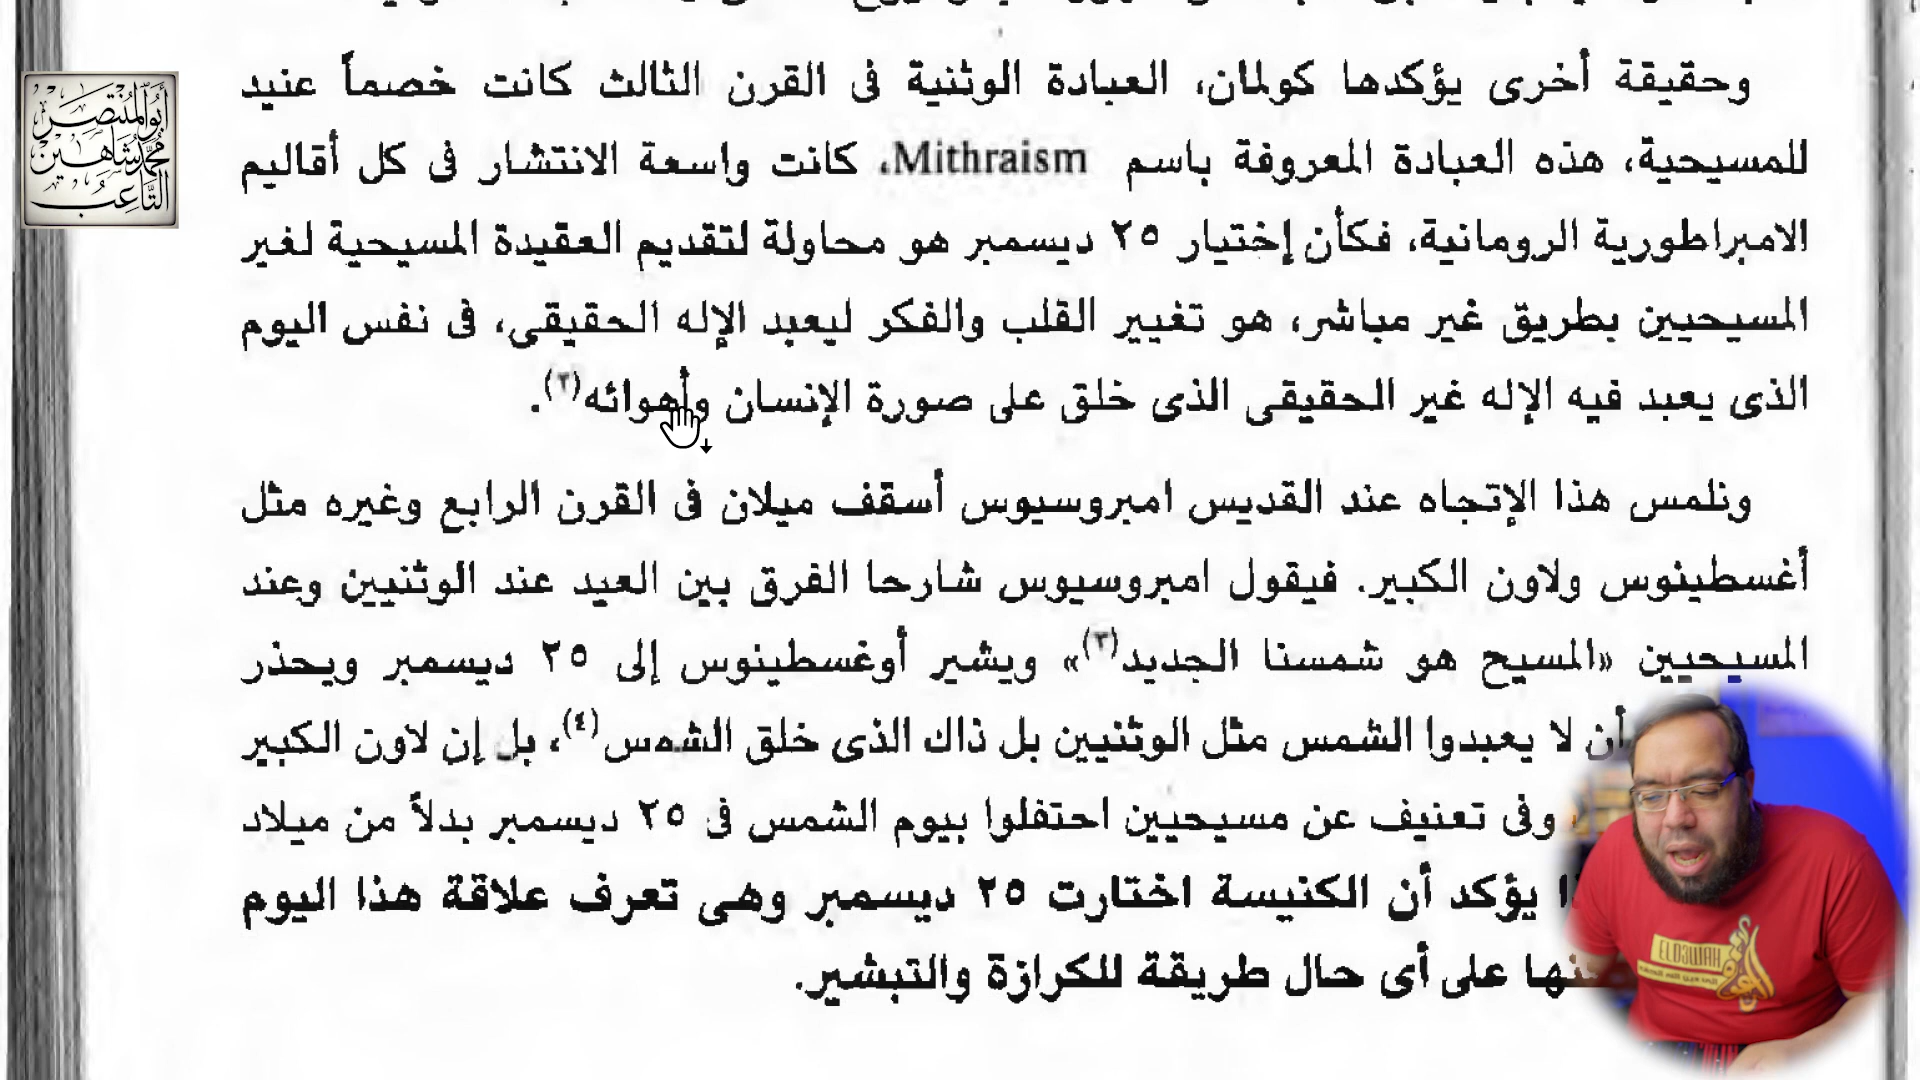 وحقيقة أخرى يؤكدها كولمان، العبادة الوثنية فى القرن الثالث كانت خصماً عنيد
للمسيحية، هذه العبادة المعروفة باسم Mithraism، كانت واسعة الانتشار فى كل أقاليم
الامبراطورية الرومانية، فكأن إختيار ٢٥ ديسمبر هو محاولة لتقديم العقيدة المسيحية لغير
المسيحيين بطريق غير مباشر، هو تغيير القلب والفكر ليعبد الإله الحقيقى، فى نفس اليوم
الذى يعبد فيه الإله غير الحقيقى الذى خلق على صورة الإنسان وأهوائه(٢).
ونلمس هذا الإتجاه عند القديس امبروسيوس أسقف ميلان فى القرن الرابع وغيره مثل
أغسطينوس ولاون الكبير. فيقول امبروسيوس شارحا الفرق بين العيد عند الوثنيين وعند
المسيحيين «المسيح هو شمسنا الجديد(٣)» ويشير أوغسطينوس إلى ٢٥ ديسمبر ويحذر
أن لا يعبدوا الشمس مثل الوثنيين بل ذاك الذى خلق الشمس(٤)، بل إن لاون الكبير
وفى تعنيف عن مسيحيين احتفلوا بيوم الشمس فى ٢٥ ديسمبر بدلاً من ميلاد
يؤكد أن الكنيسة اختارت ٢٥ ديسمبر وهى تعرف علاقة هذا اليوم
على أى حال طريقة للكرازة والتبشير.
أبو المنتصر
محمد شاهين
التاعب
ELD3WAH